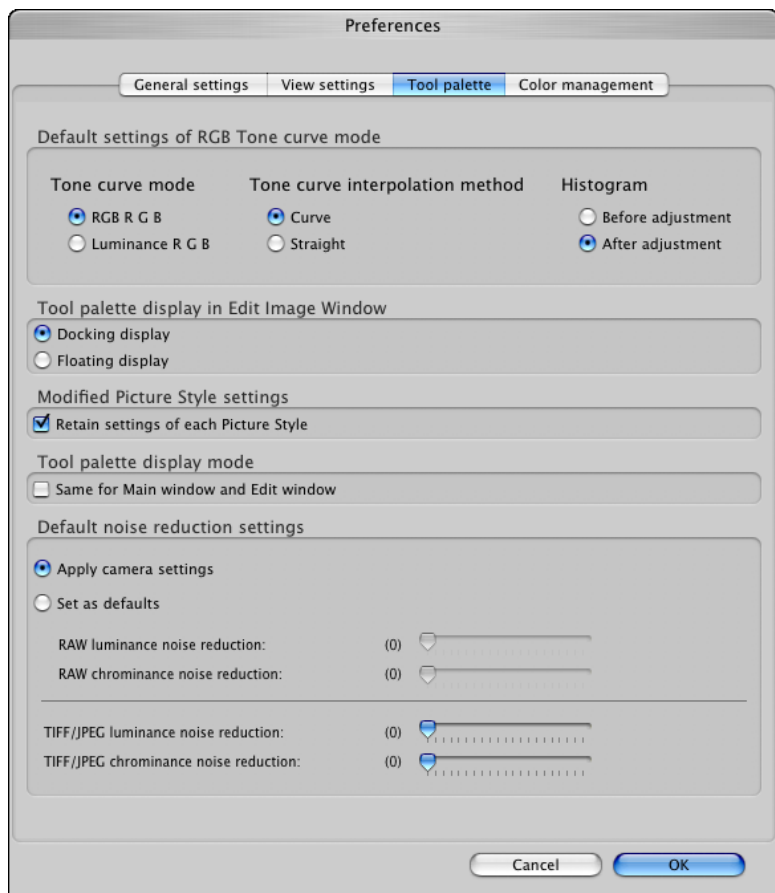 Preferences
General settings View settings Tool palette Color management
Default settings of RGB Tone curve mode
Tone curve mode Tone curve interpolation method Histogram
RGB R G B Curve Before adjustment
Luminance R G B Straight After adjustment
Tool palette display in Edit Image Window
Docking display
Floating display
Modified Picture Style settings
Retain settings of each Picture Style
Tool palette display mode
Same for Main window and Edit window
Default noise reduction settings
Apply camera settings
Set as defaults
RAW luminance noise reduction: (0)
RAW chrominance noise reduction: (0)
TIFF/JPEG luminance noise reduction: (0)
TIFF/JPEG chrominance noise reduction: (0)
Cancel OK